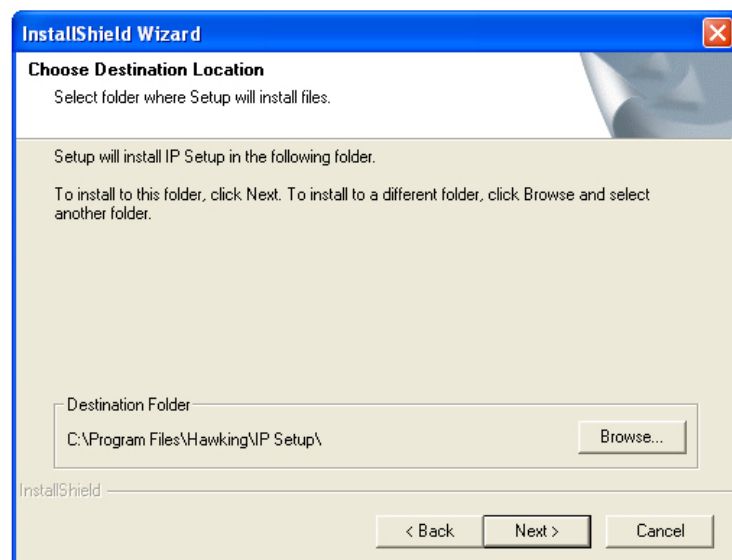 InstallShield Wizard
Choose Destination Location
Select folder where Setup will install files.
Setup will install IP Setup in the following folder.
To install to this folder, click Next. To install to a different folder, click Browse and select
another folder.
Destination Folder
C:\Program Files\Hawking\IP Setup\
Browse...
InstallShield
< Back
Next >
Cancel